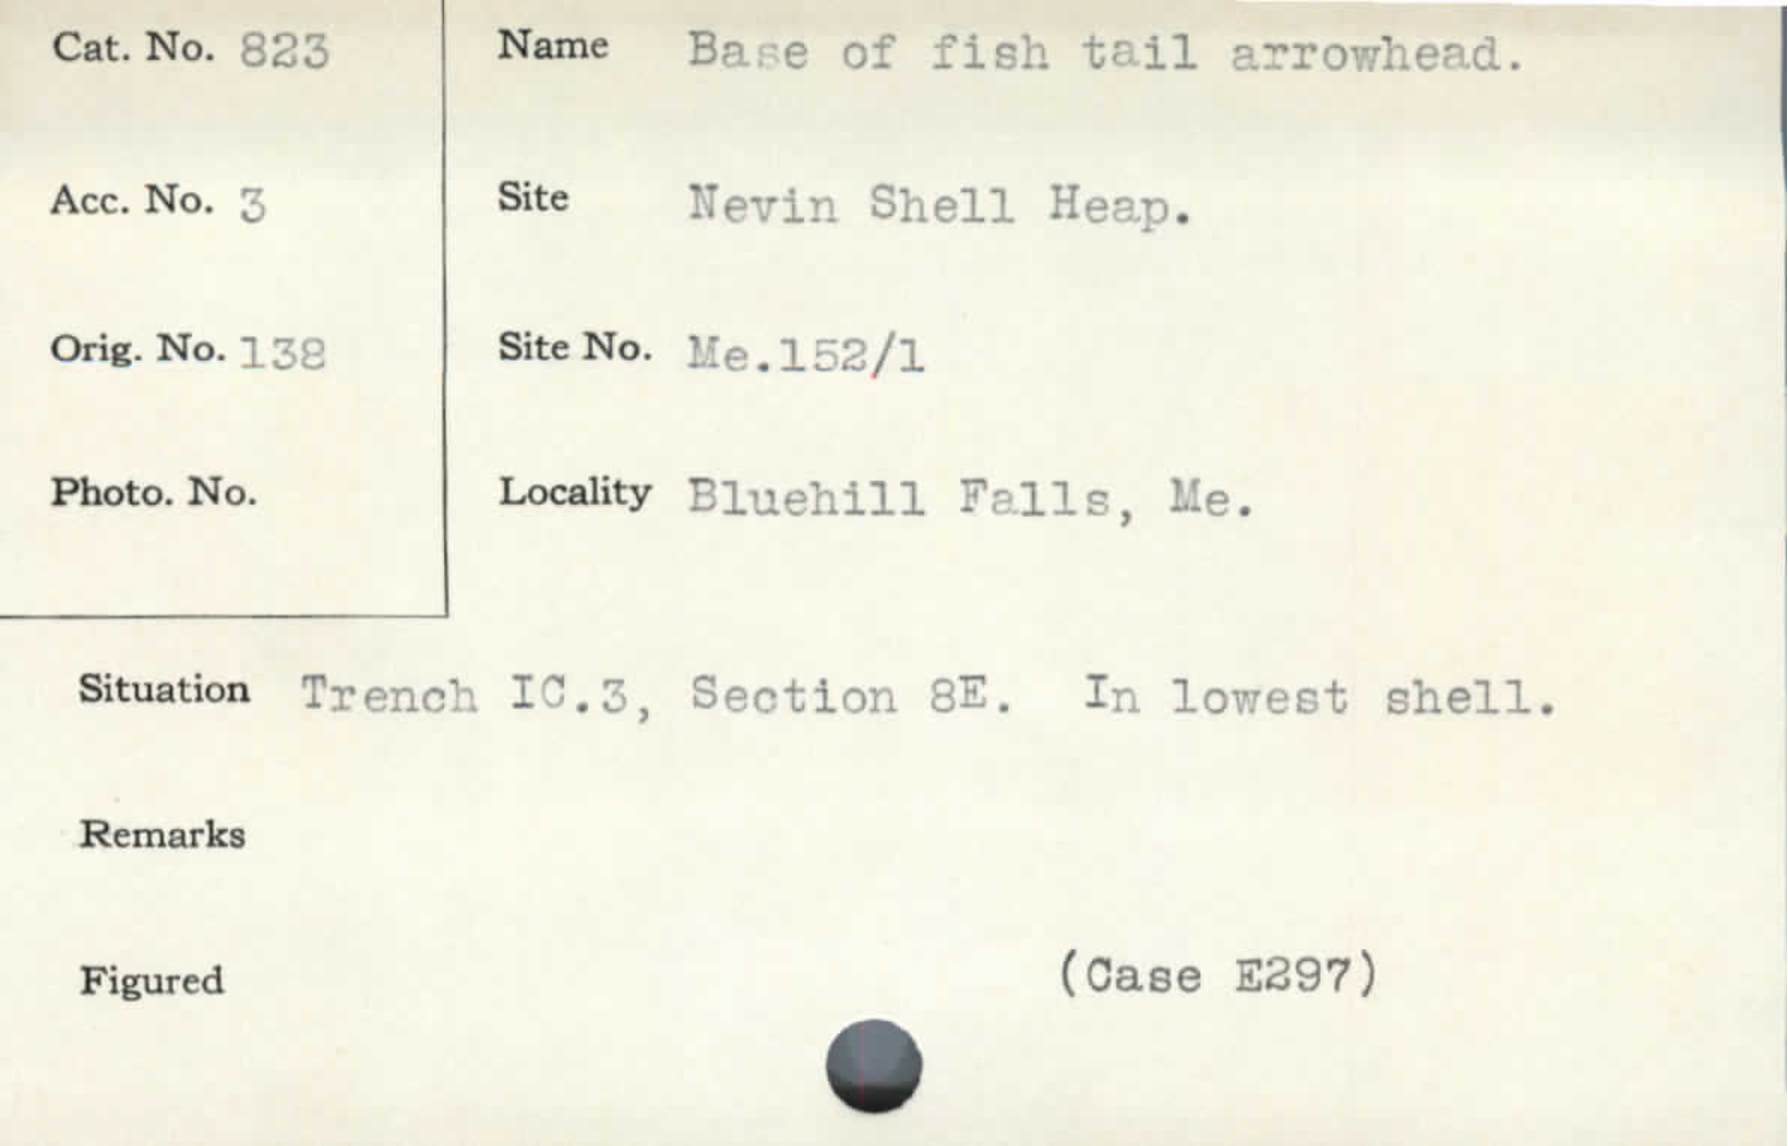 Cat. No. 823 Name Base of fish tail arrowhead.
Acc. No. 3 Site Nevin Shell Heap.
Orig. No. 138 Site No. Me.152/1
Photo. No. Locality Bluehill Falls, Me.
Situation Trench IC.3, Section 8E. In lowest shell.
Remarks
Figured (Case E297)